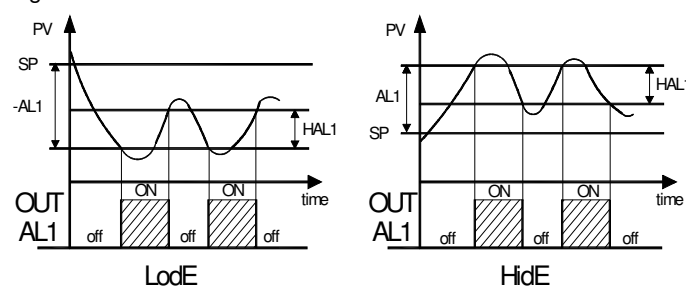 PV
SP
-AL1
HAL1
ON ON
time
OUT
AL1
off off off
LodE
PV
AL1
HAL1
SP
ON ON
time
OUT
AL1
off off off
HidE